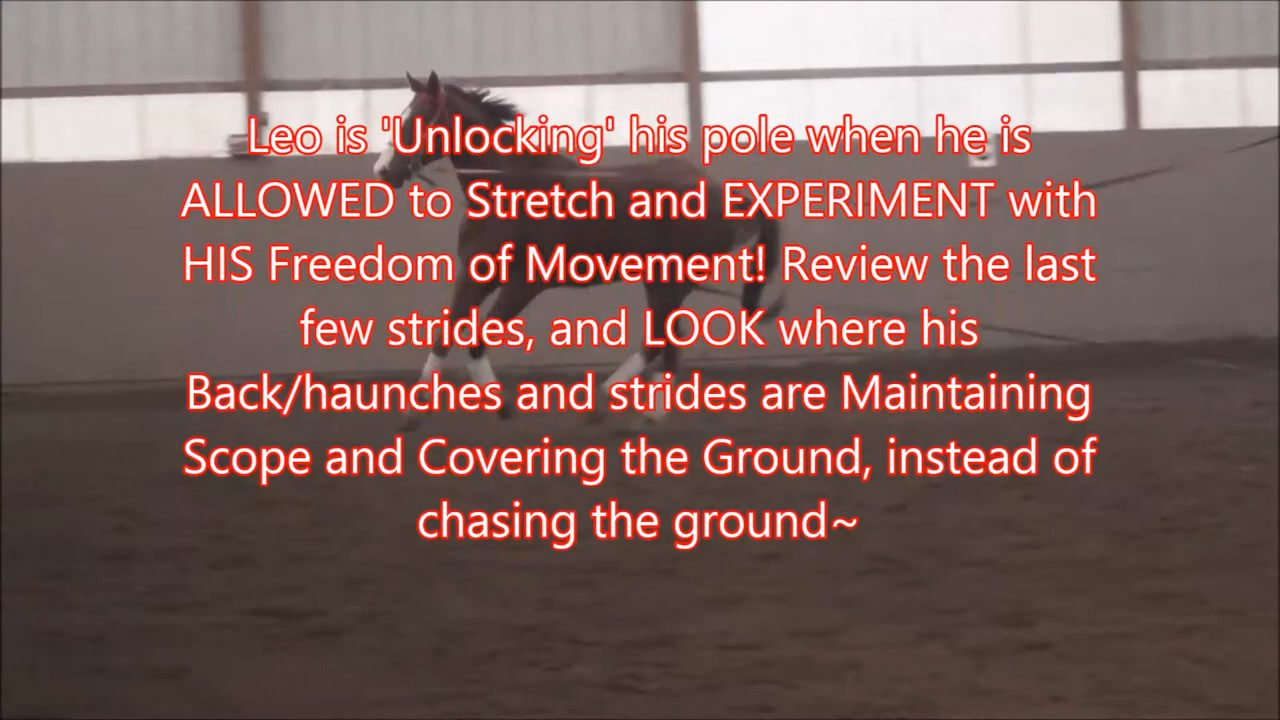 Leo is 'Unlocking' his pole when he is
ALLOWED to Stretch and EXPERIMENT with
HIS Freedom of Movement! Review the last
few strides, and LOOK where his
Back/haunches and strides are Maintaining
Scope and Covering the Ground, instead of
chasing the ground~